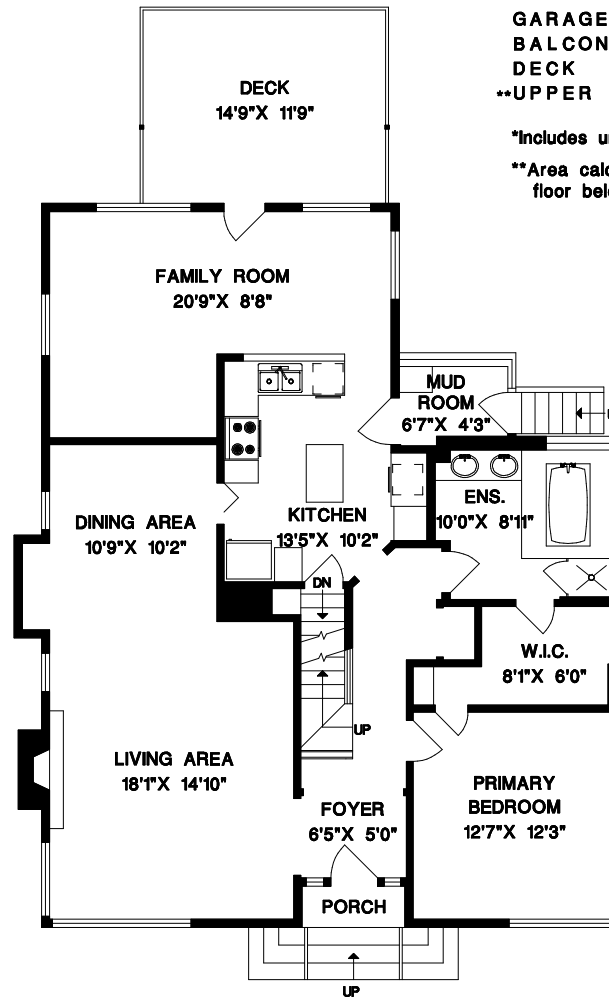 GARAGE
BALCON
DECK
**UPPER
*Includes u
**Area calc
floor bel
DECK
14'9"X 11'9"
FAMILY ROOM
20'9"X 8'8"
MUD
ROOM
6'7"X 4'3"
ENS.
10'0"X 8'11"
KITCHEN
13'5"X 10'2"
DINING AREA
10'9"X 10'2"
DN
W.I.C.
8'1"X 6'0"
UP
LIVING AREA
18'1"X 14'10"
PRIMARY
BEDROOM
12'7"X 12'3"
FOYER
6'5"X 5'0"
PORCH
UP